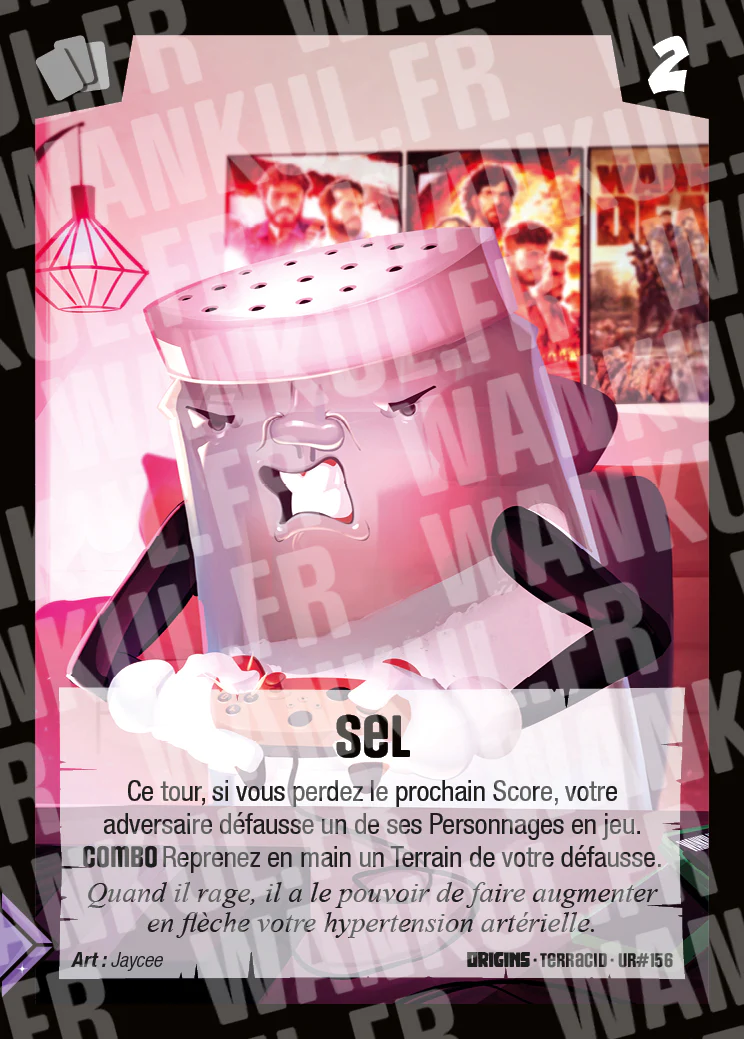 2
SEL
Ce tour, si vous perdez le prochain Score, votre
adversaire défausse un de ses Personnages en jeu.
COMBO Reprenez en main un Terrain de votre défausse.
Quand il rage, il a le pouvoir de faire augmenter
en flèche votre hypertension artérielle.
Art : Jaycee
ORIGINS · TERRACID · UR#156
WANKUL.FR